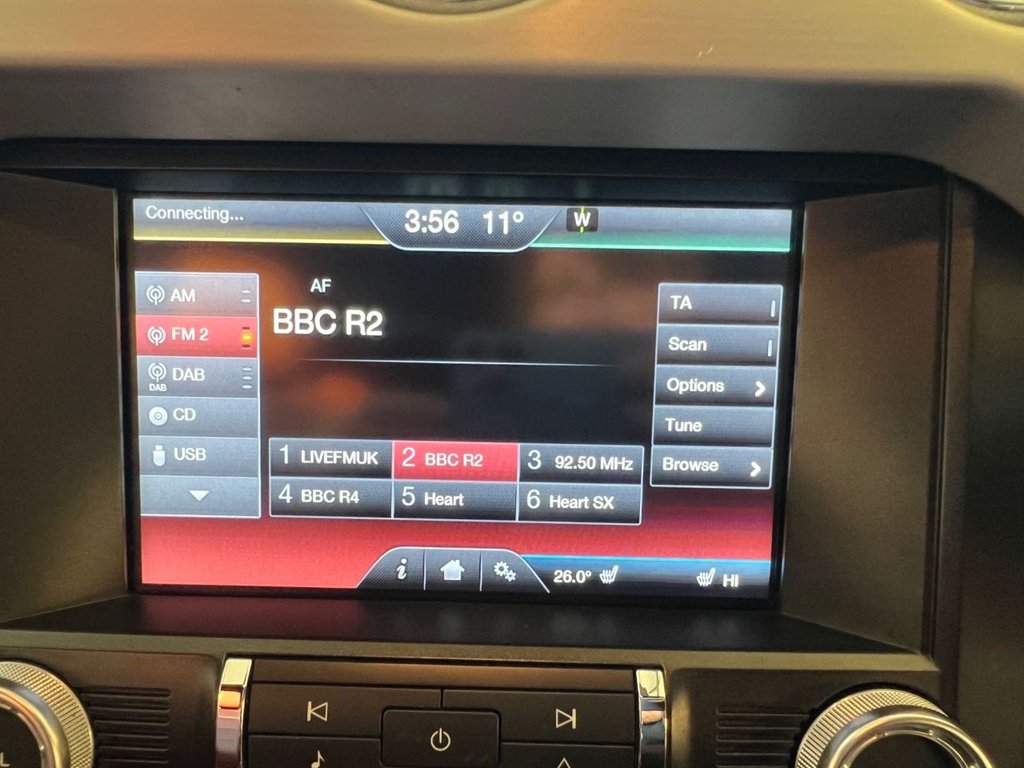 Connecting...
3:56 11° W
AM
FM 2
DAB
DAB
CD
USB
AF
BBC R2
1 LIVEFMUK 2 BBC R2 3 92.50 MHz
4 BBC R4 5 Heart 6 Heart SX
TA
Scan
Options
Tune
Browse
i
26.0° HI